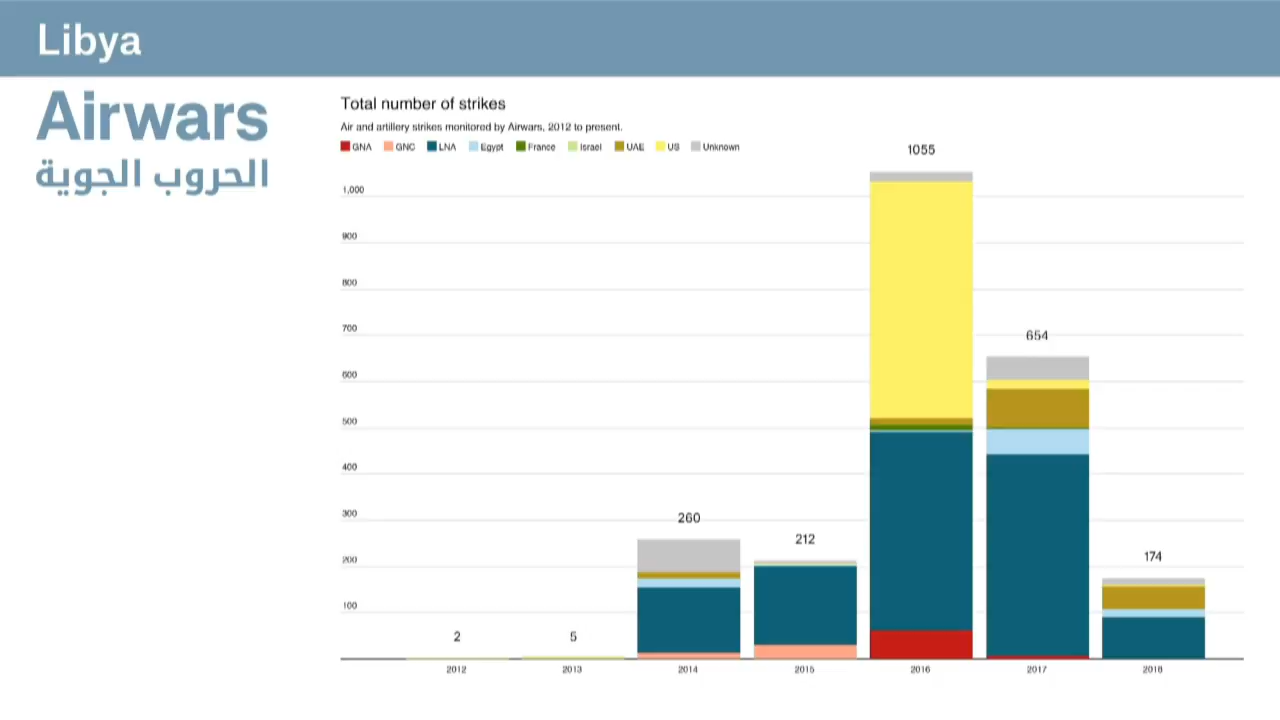 Libya
Airwars
الحروب الجوية
Total number of strikes
Air and artillery strikes monitored by Airwars, 2012 to present.
GNA GNC LNA Egypt France Israel UAE US Unknown
1055
1,000
900
800
700
654
600
500
400
300
260
212
200
174
100
2
5
2012 2013 2014 2015 2016 2017 2018